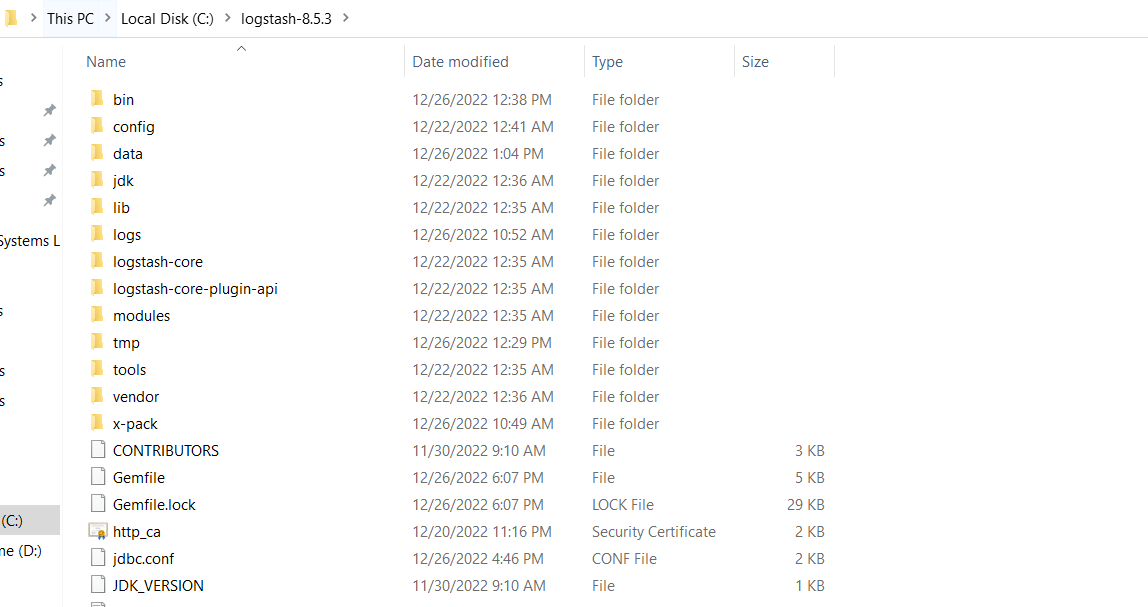 This PC > Local Disk (C:) > logstash-8.5.3 >
Name Date modified Type Size
bin 12/26/2022 12:38 PM File folder
config 12/22/2022 12:41 AM File folder
data 12/26/2022 1:04 PM File folder
jdk 12/22/2022 12:36 AM File folder
lib 12/22/2022 12:35 AM File folder
logs 12/26/2022 10:52 AM File folder
Systems L
logstash-core 12/22/2022 12:35 AM File folder
logstash-core-plugin-api 12/22/2022 12:35 AM File folder
modules 12/22/2022 12:35 AM File folder
tmp 12/26/2022 12:29 PM File folder
tools 12/22/2022 12:35 AM File folder
vendor 12/22/2022 12:36 AM File folder
x-pack 12/26/2022 10:49 AM File folder
CONTRIBUTORS 11/30/2022 9:10 AM File 3 KB
Gemfile 12/26/2022 6:07 PM File 5 KB
Gemfile.lock 12/26/2022 6:07 PM LOCK File 29 KB
(C:)
http_ca 12/20/2022 11:16 PM Security Certificate 2 KB
me (D:)
jdbc.conf 12/26/2022 4:46 PM CONF File 2 KB
JDK_VERSION 11/30/2022 9:10 AM File 1 KB